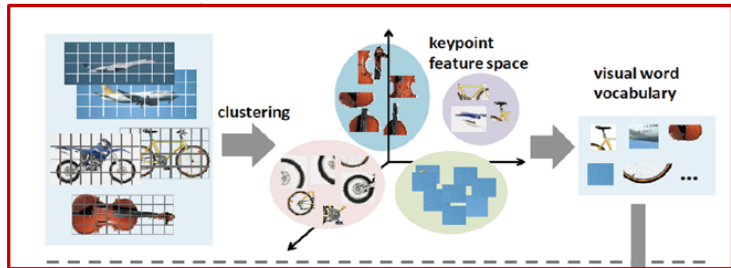 clustering
keypoint
feature space
visual word
vocabulary
...